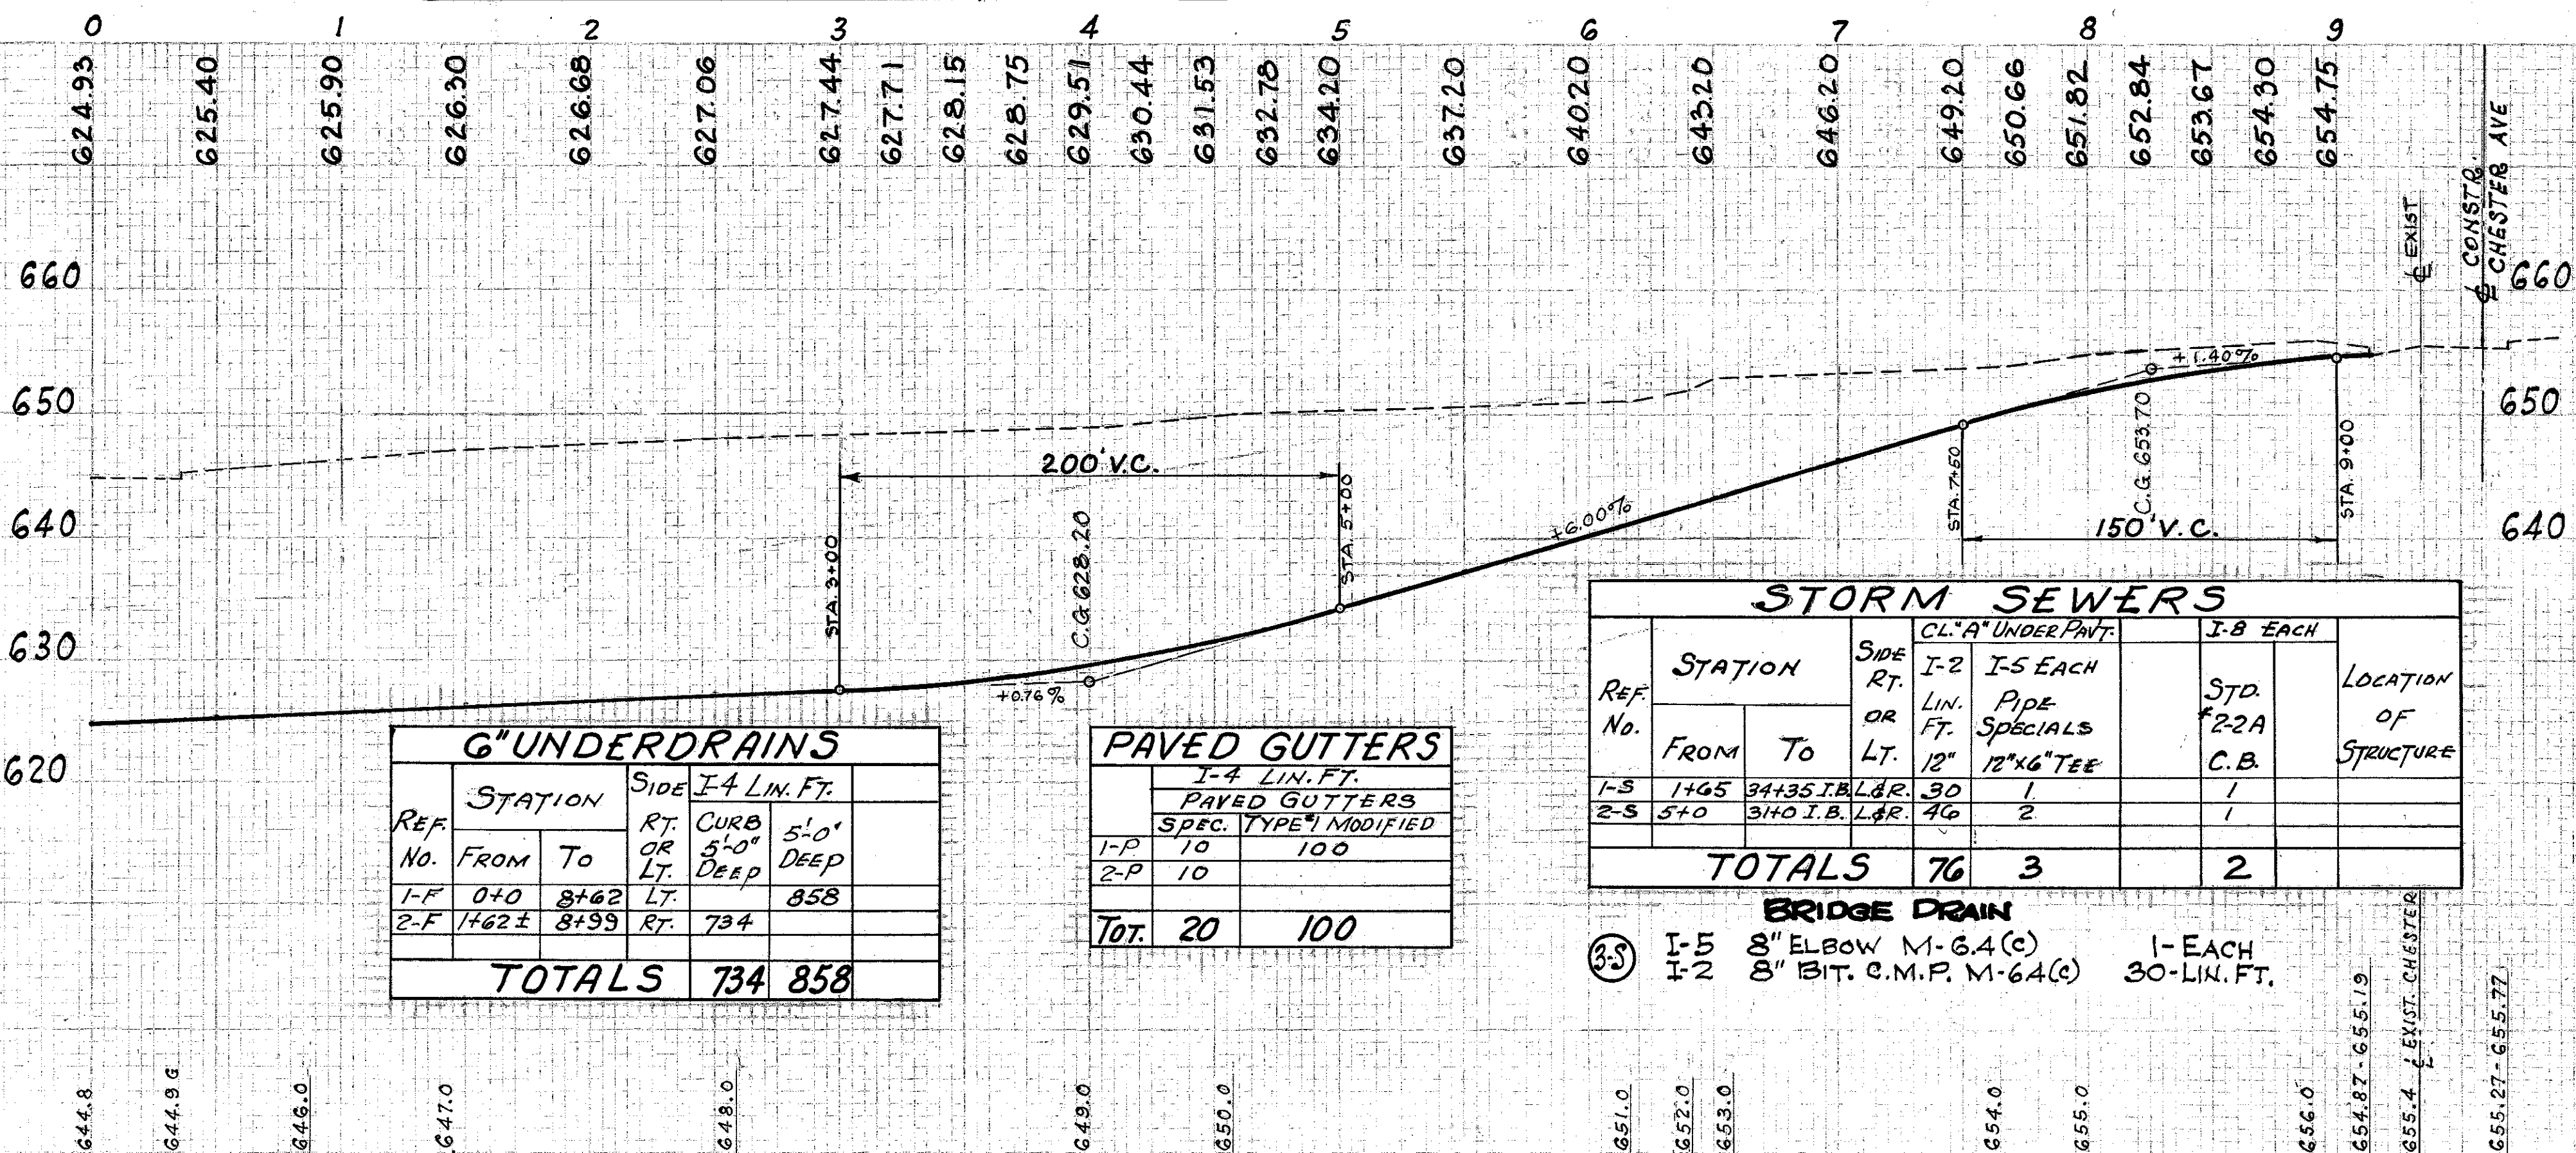 0 1 2 3 4 5 6 7 8 9
624.93 625.40 625.90 626.30 626.68 627.06 627.44 627.71 628.15 628.75 629.51 630.44 631.53 632.78 634.20 637.20 640.20 643.20 646.20 649.20 650.66 651.82 652.84 653.67 654.30 654.75
℄ EXIST
℄ CONSTR.
CHESTER AVE
660 660
650 650
640 640
630
620
+1.40%
C.G. 653.70
200' V.C.
STA. 3+00
C.G. 628.20
STA. 5+00
+6.00%
STA. 7+50
150' V.C.
STA. 9+00
+0.76%
6" UNDERDRAINS
REF. No. STATION SIDE RT. OR LT. I-4 LIN. FT.
FROM TO CURB 5'-0" DEEP 5'-0" DEEP
1-F 0+0 8+62 LT. 858
2-F 1+62± 8+99 RT. 734
TOTALS 734 858
PAVED GUTTERS
I-4 LIN. FT.
PAVED GUTTERS
SPEC. TYPE #1 MODIFIED
1-P 10 100
2-P 10
TOT. 20 100
STORM SEWERS
CL. "A" UNDER PAV'T. I-8 EACH
REF. No. STATION SIDE RT. OR LT. I-2 LIN. FT. 12" I-5 EACH PIPE SPECIALS 12"x6" TEE STD. #2-2A C.B. LOCATION OF STRUCTURE
FROM TO
1-S 1+65 34+35 I.B. L&R. 30 1 1
2-S 5+0 31+0 I.B. L&R. 46 2 1
TOTALS 76 3 2
BRIDGE DRAIN
3-S I-5 8" ELBOW M-6.4(c) 1-EACH
I-2 8" BIT. C.M.P. M-6.4(c) 30-LIN. FT.
644.8 644.9 G 646.0 647.0 648.0 649.0 650.0 651.0 652.0 653.0 654.0 655.0 656.0 654.87-655.19 655.4 ℄ EXIST. CHESTER 655.27-655.77